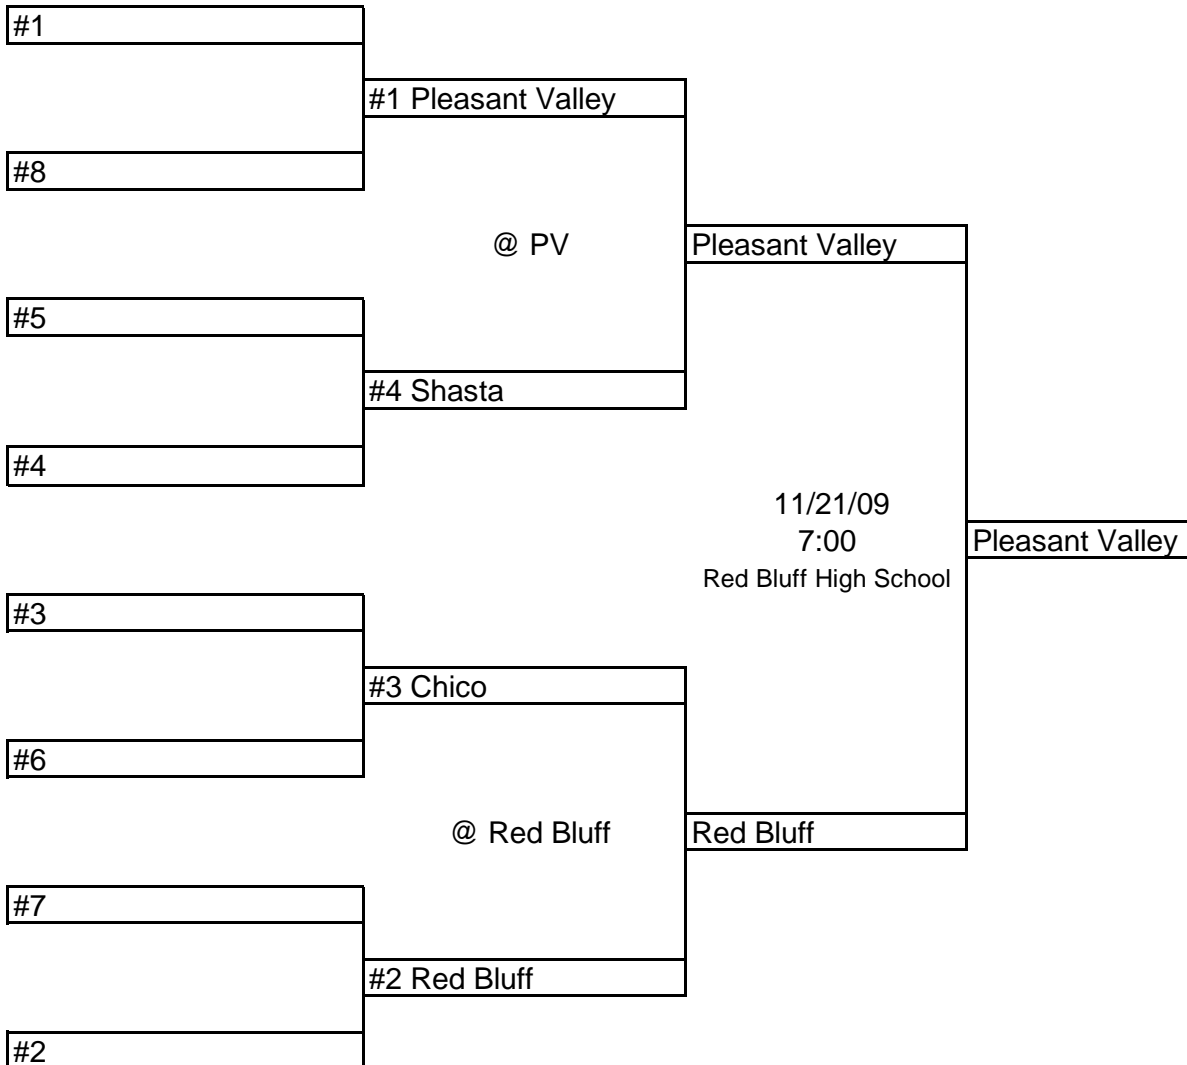 #1
#1 Pleasant Valley
#8
@ PV
Pleasant Valley
#5
#4 Shasta
#4
11/21/09
7:00
Pleasant Valley
Red Bluff High School
#3
#3 Chico
#6
@ Red Bluff
Red Bluff
#7
#2 Red Bluff
#2